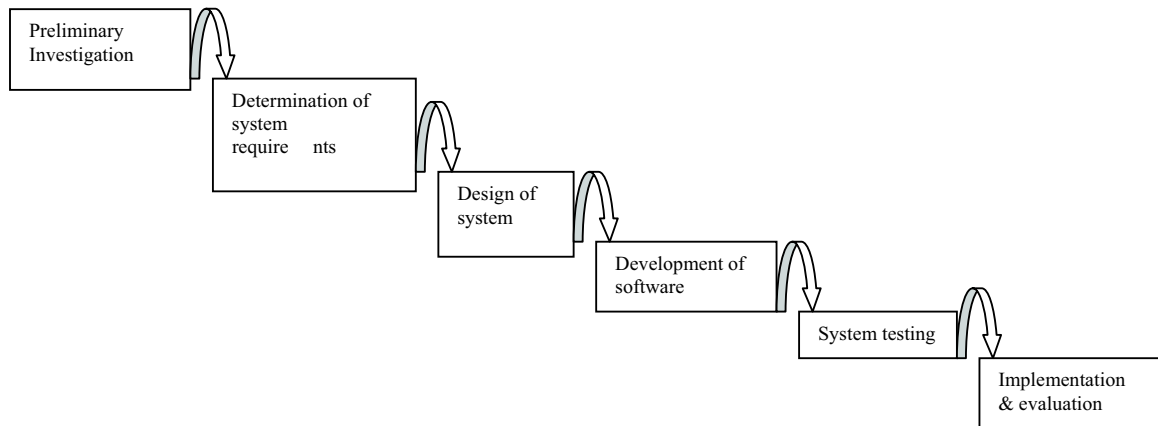 Preliminary
Investigation
Determination of
system
require nts
Design of
system
Development of
software
System testing
Implementation
& evaluation